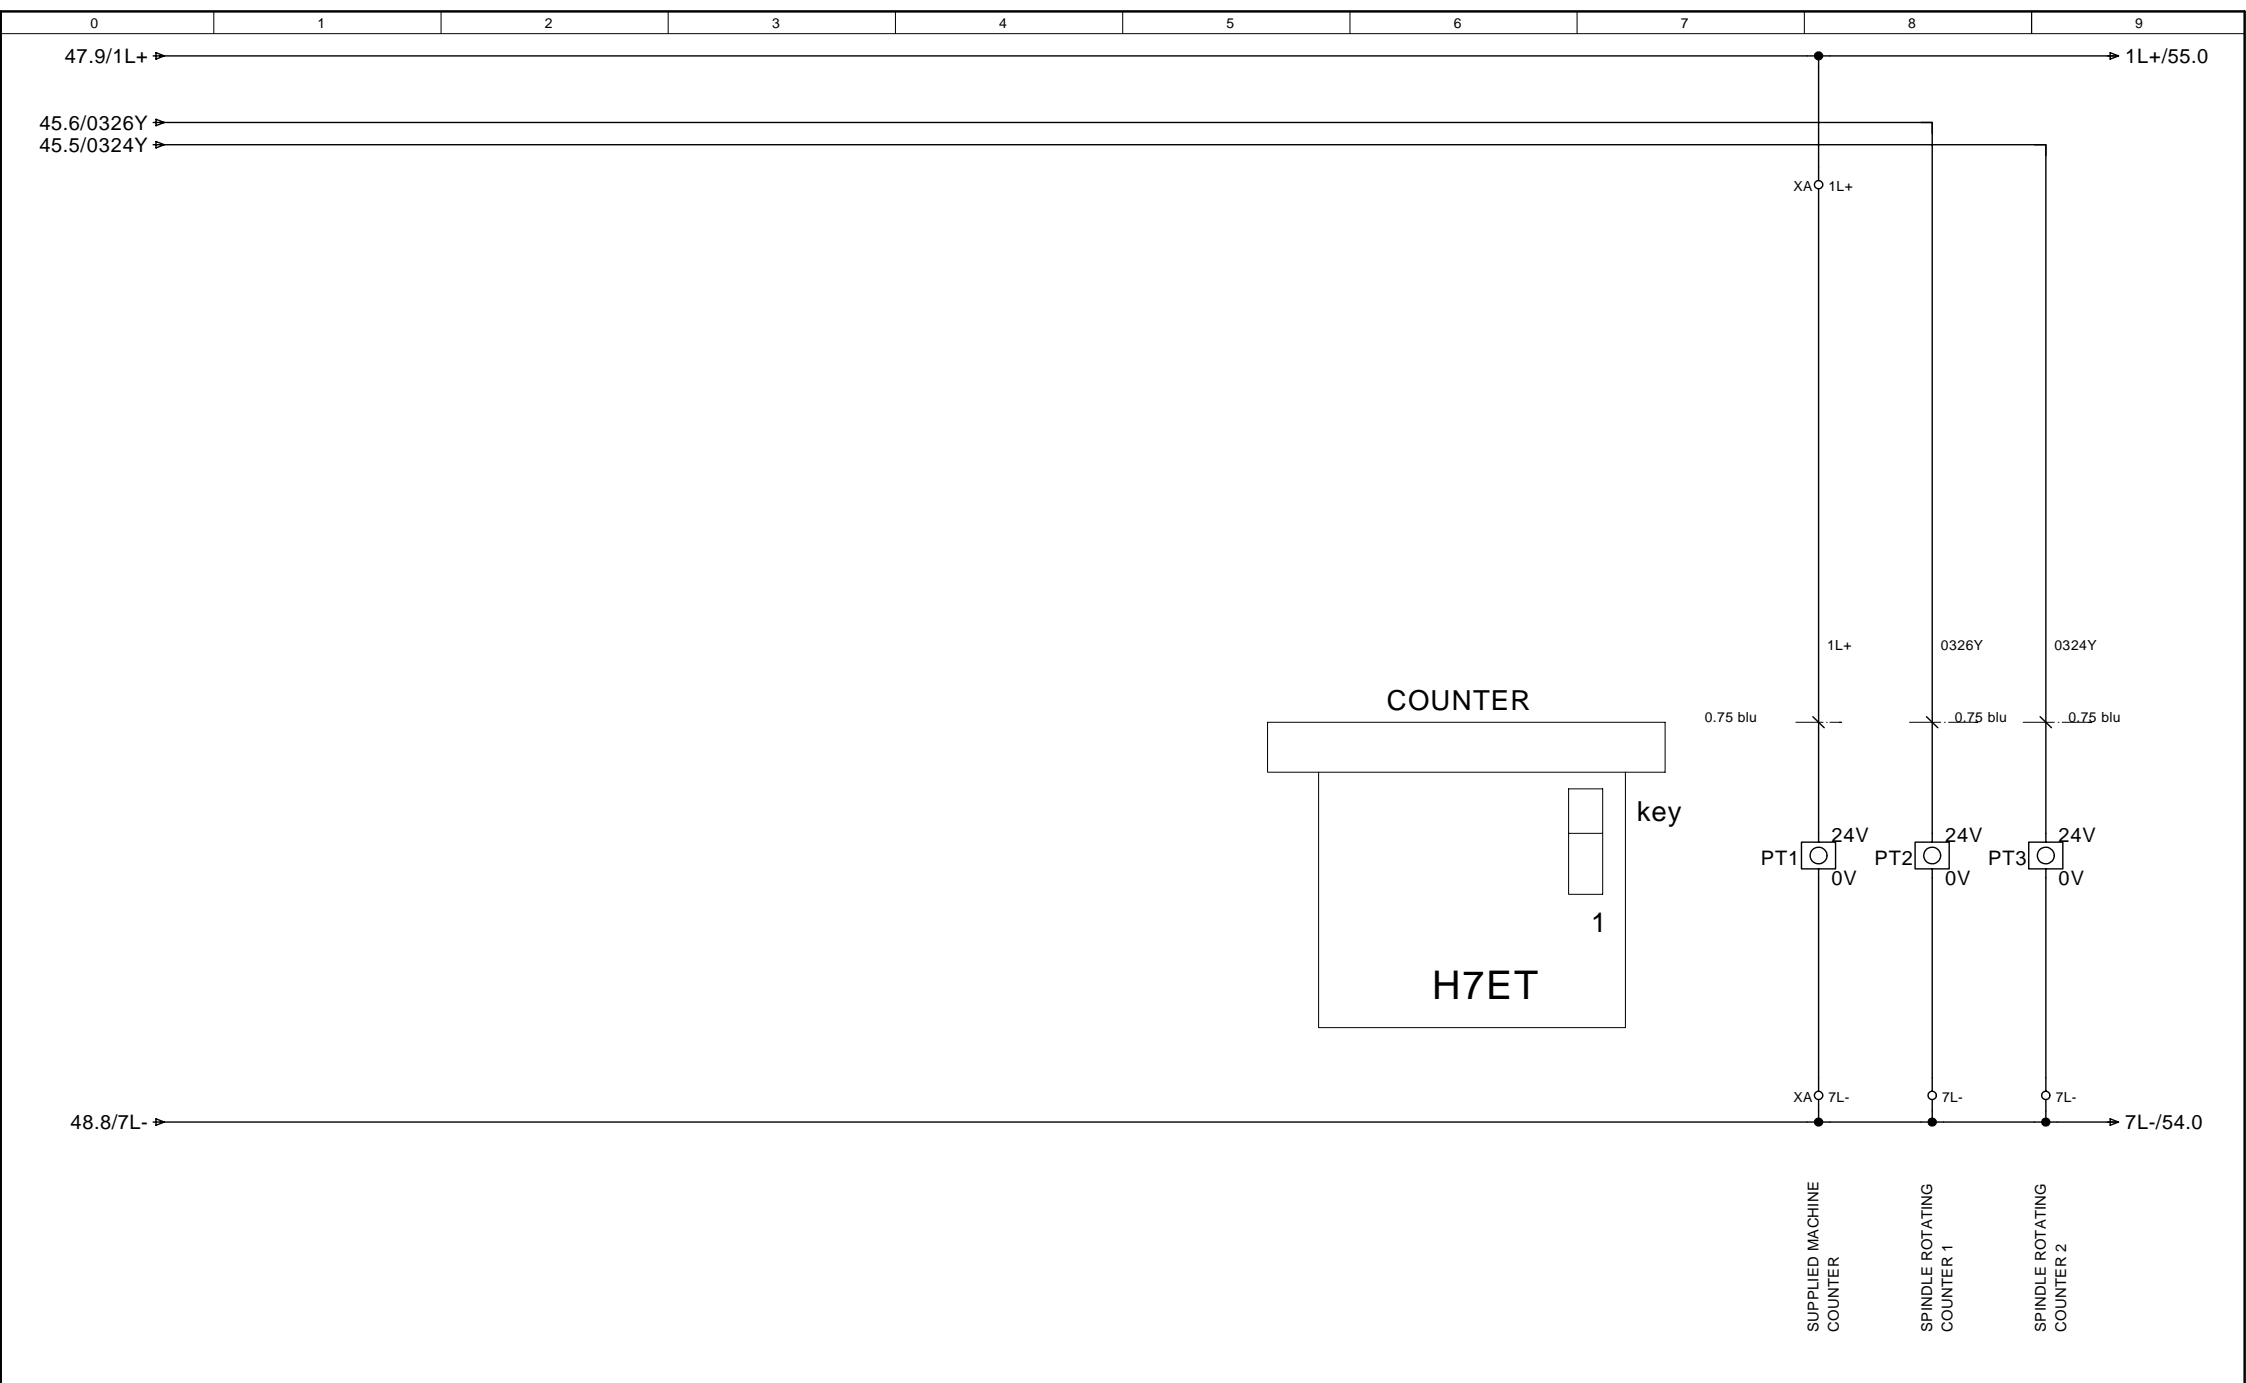 0 1 2 3 4 5 6 7 8 9
47.9/1L+ 1L+/55.0
45.6/0326Y
45.5/0324Y
XA 1L+
1L+ 0326Y 0324Y
COUNTER
0.75 blu 0.75 blu 0.75 blu
key
24V 24V 24V
PT1 PT2 PT3
0V 0V 0V
1
H7ET
XA 7L- 7L- 7L-
48.8/7L- 7L-/54.0
SUPPLIED MACHINE
COUNTER
SPINDLE ROTATING
COUNTER 1
SPINDLE ROTATING
COUNTER 2